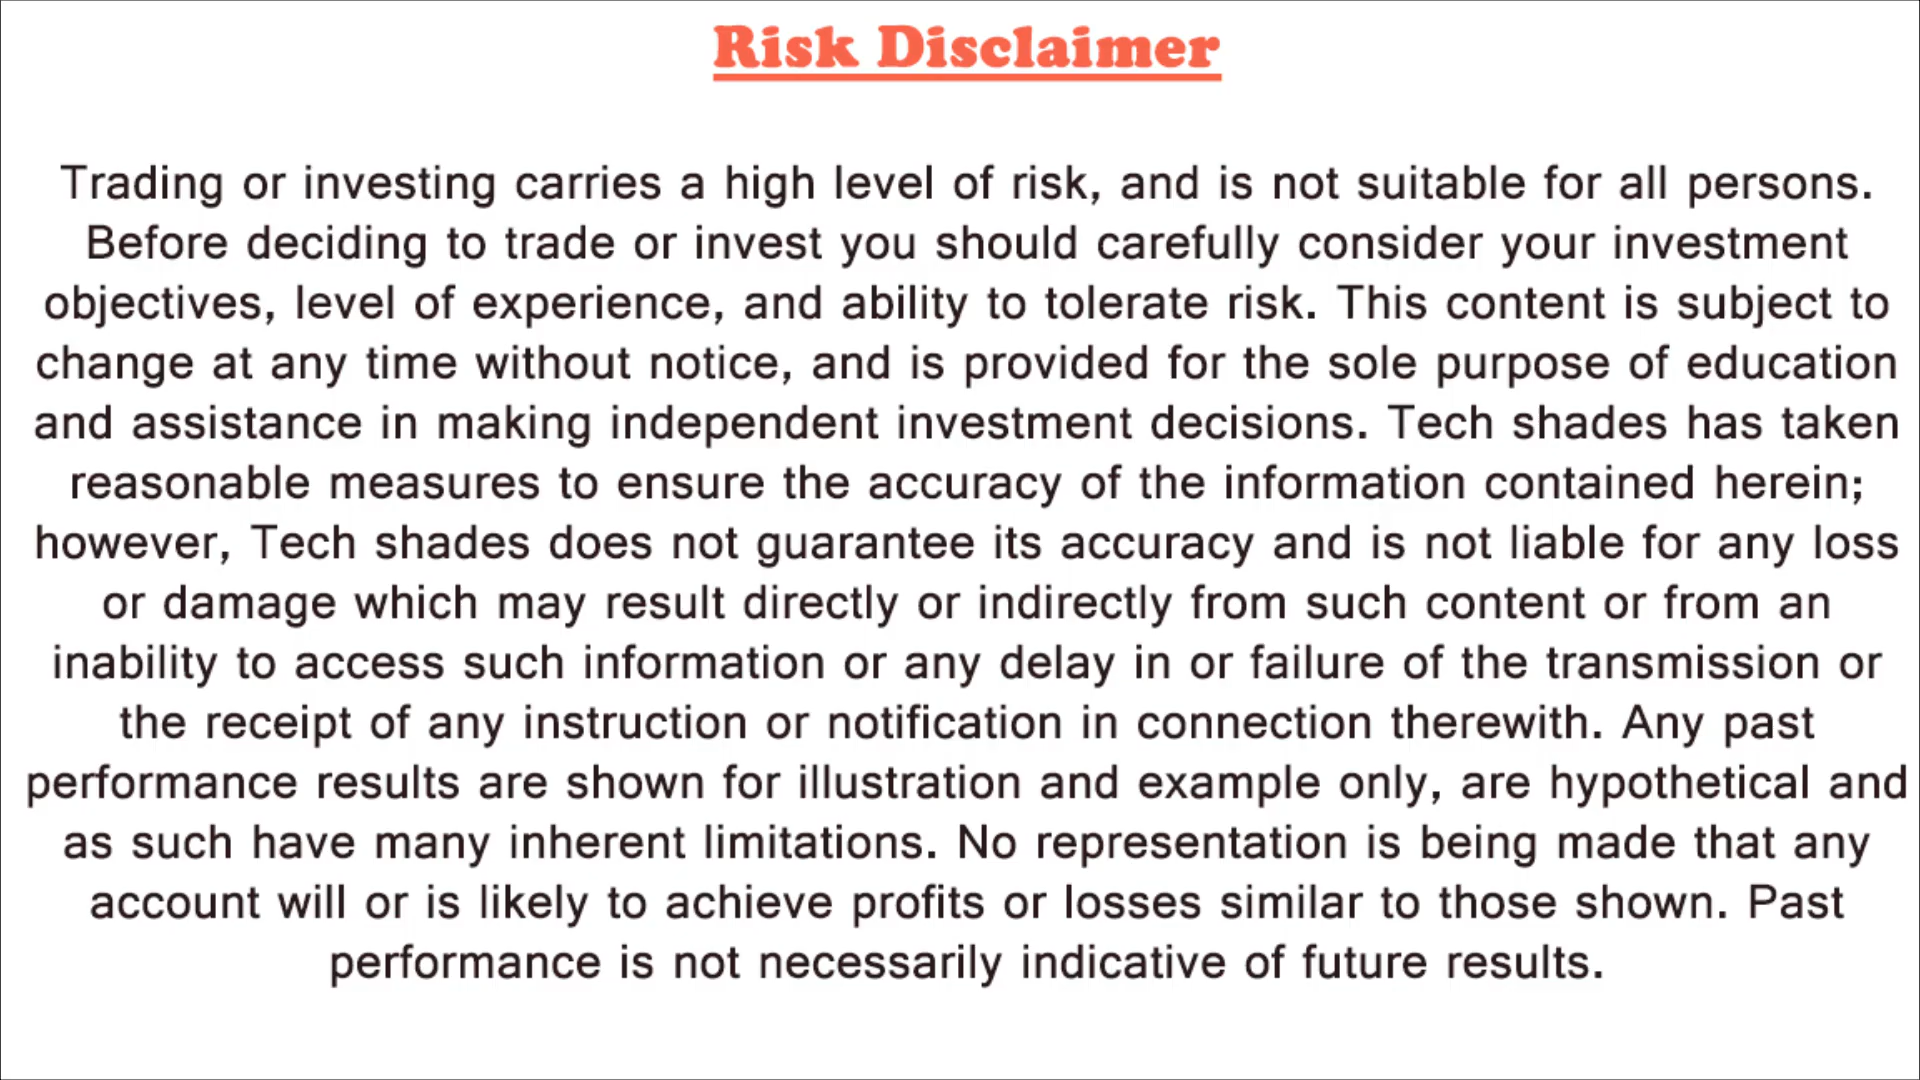 Risk Disclaimer
Trading or investing carries a high level of risk, and is not suitable for all persons.
Before deciding to trade or invest you should carefully consider your investment
objectives, level of experience, and ability to tolerate risk. This content is subject to
change at any time without notice, and is provided for the sole purpose of education
and assistance in making independent investment decisions. Tech shades has taken
reasonable measures to ensure the accuracy of the information contained herein;
however, Tech shades does not guarantee its accuracy and is not liable for any loss
or damage which may result directly or indirectly from such content or from an
inability to access such information or any delay in or failure of the transmission or
the receipt of any instruction or notification in connection therewith. Any past
performance results are shown for illustration and example only, are hypothetical and
as such have many inherent limitations. No representation is being made that any
account will or is likely to achieve profits or losses similar to those shown. Past
performance is not necessarily indicative of future results.